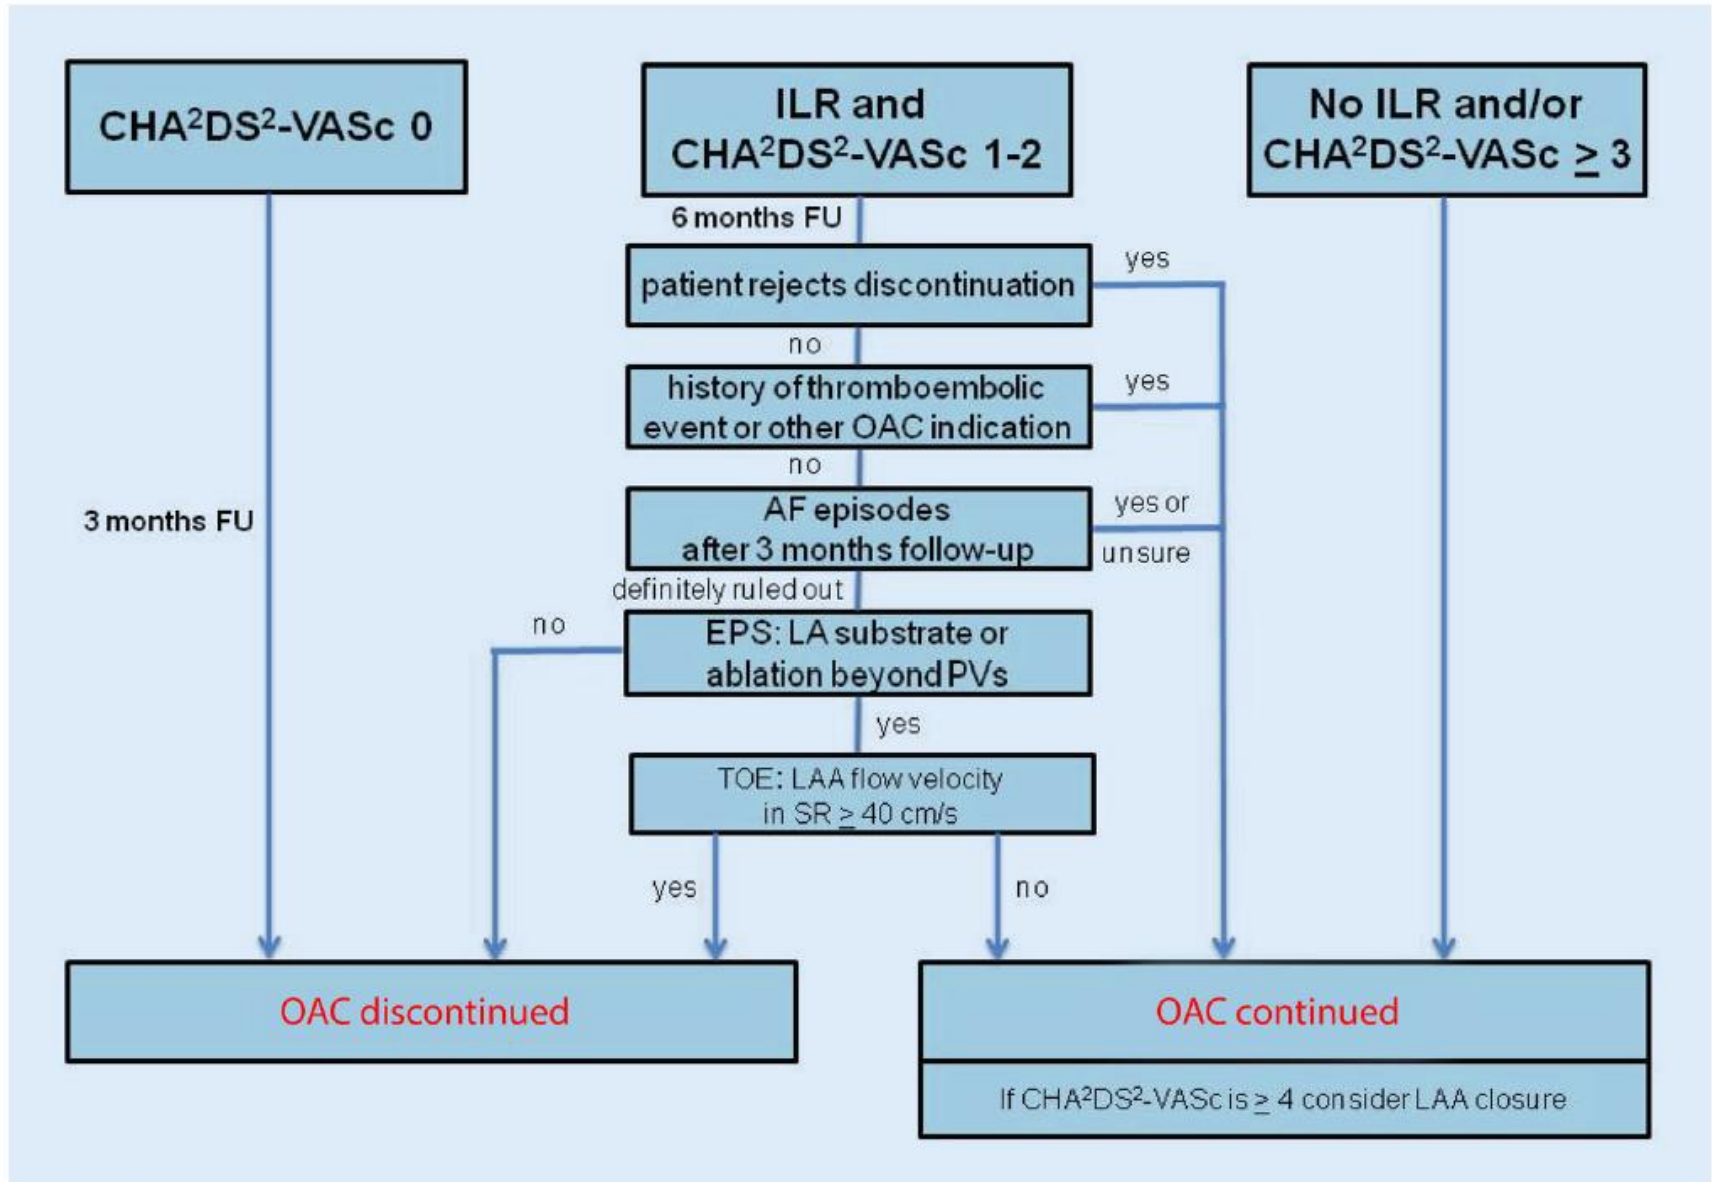 CHA²DS²-VASc 0
ILR and
CHA²DS²-VASc 1-2
No ILR and/or
CHA²DS²-VASc ≥ 3
6 months FU
patient rejects discontinuation
yes
no
history of thromboembolic
event or other OAC indication
yes
no
AF episodes
after 3 months follow-up
yes or
unsure
3 months FU
definitely ruled out
EPS: LA substrate or
ablation beyond PVs
no
yes
TOE: LAA flow velocity
in SR ≥ 40 cm/s
yes
no
OAC discontinued
OAC continued
If CHA²DS²-VASc is ≥ 4 consider LAA closure